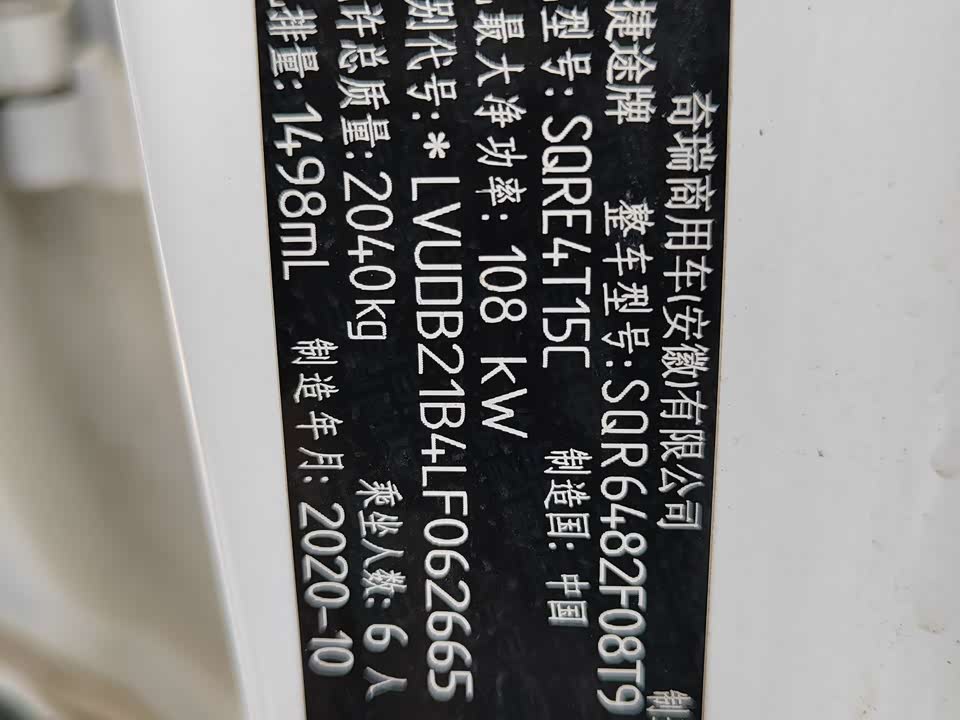 奇瑞商用车(安徽)有限公司
捷途牌 整车型号:SQR6482F08T9 制
型号:SQRE4T15C 制造国:中国
最大净功率:108 kW
别代号:*LVUDB21B4LF062665
许总质量:2040kg 乘坐人数:6人
排量:1498mL 制造年月:2020-10